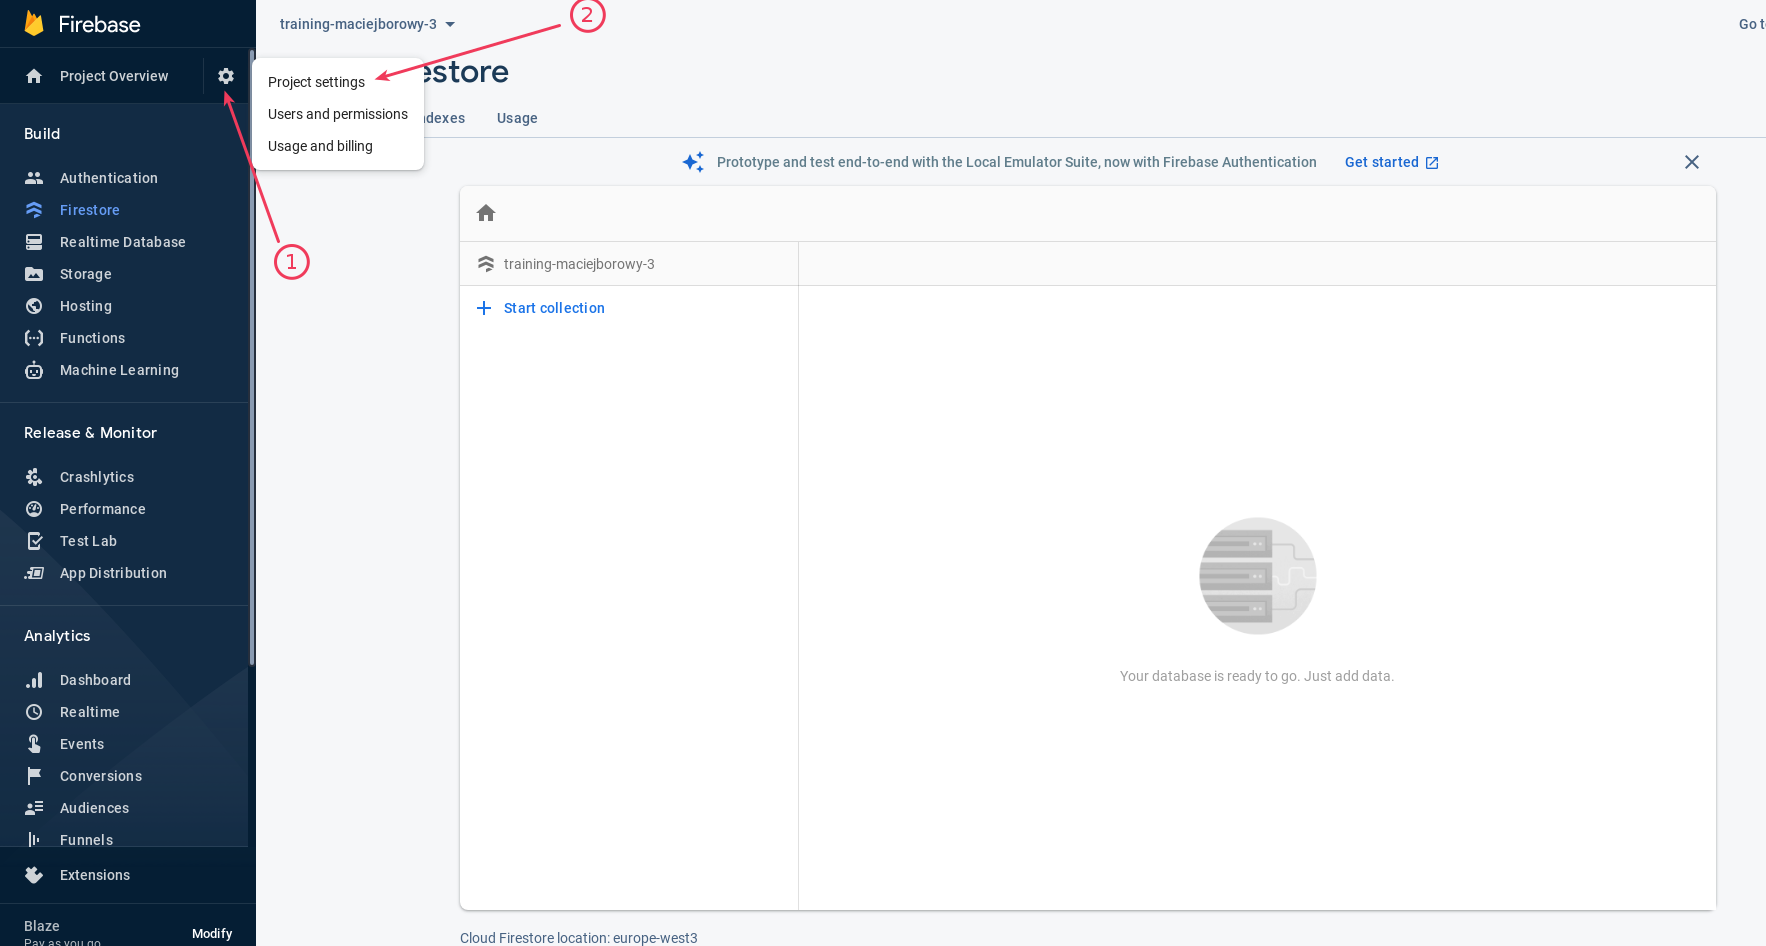 Firebase
training-maciejborowy-3
2
Go t
Project Overview
Project settings
Users and permissions
Usage and billing
estore
ndexes
Usage
Prototype and test end-to-end with the Local Emulator Suite, now with Firebase Authentication
Get started
1
Build
Authentication
Firestore
Realtime Database
Storage
Hosting
Functions
Machine Learning
Release & Monitor
Crashlytics
Performance
Test Lab
App Distribution
Analytics
Dashboard
Realtime
Events
Conversions
Audiences
Funnels
Extensions
Blaze
Pay as you go
Modify
training-maciejborowy-3
Start collection
Your database is ready to go. Just add data.
Cloud Firestore location: europe-west3